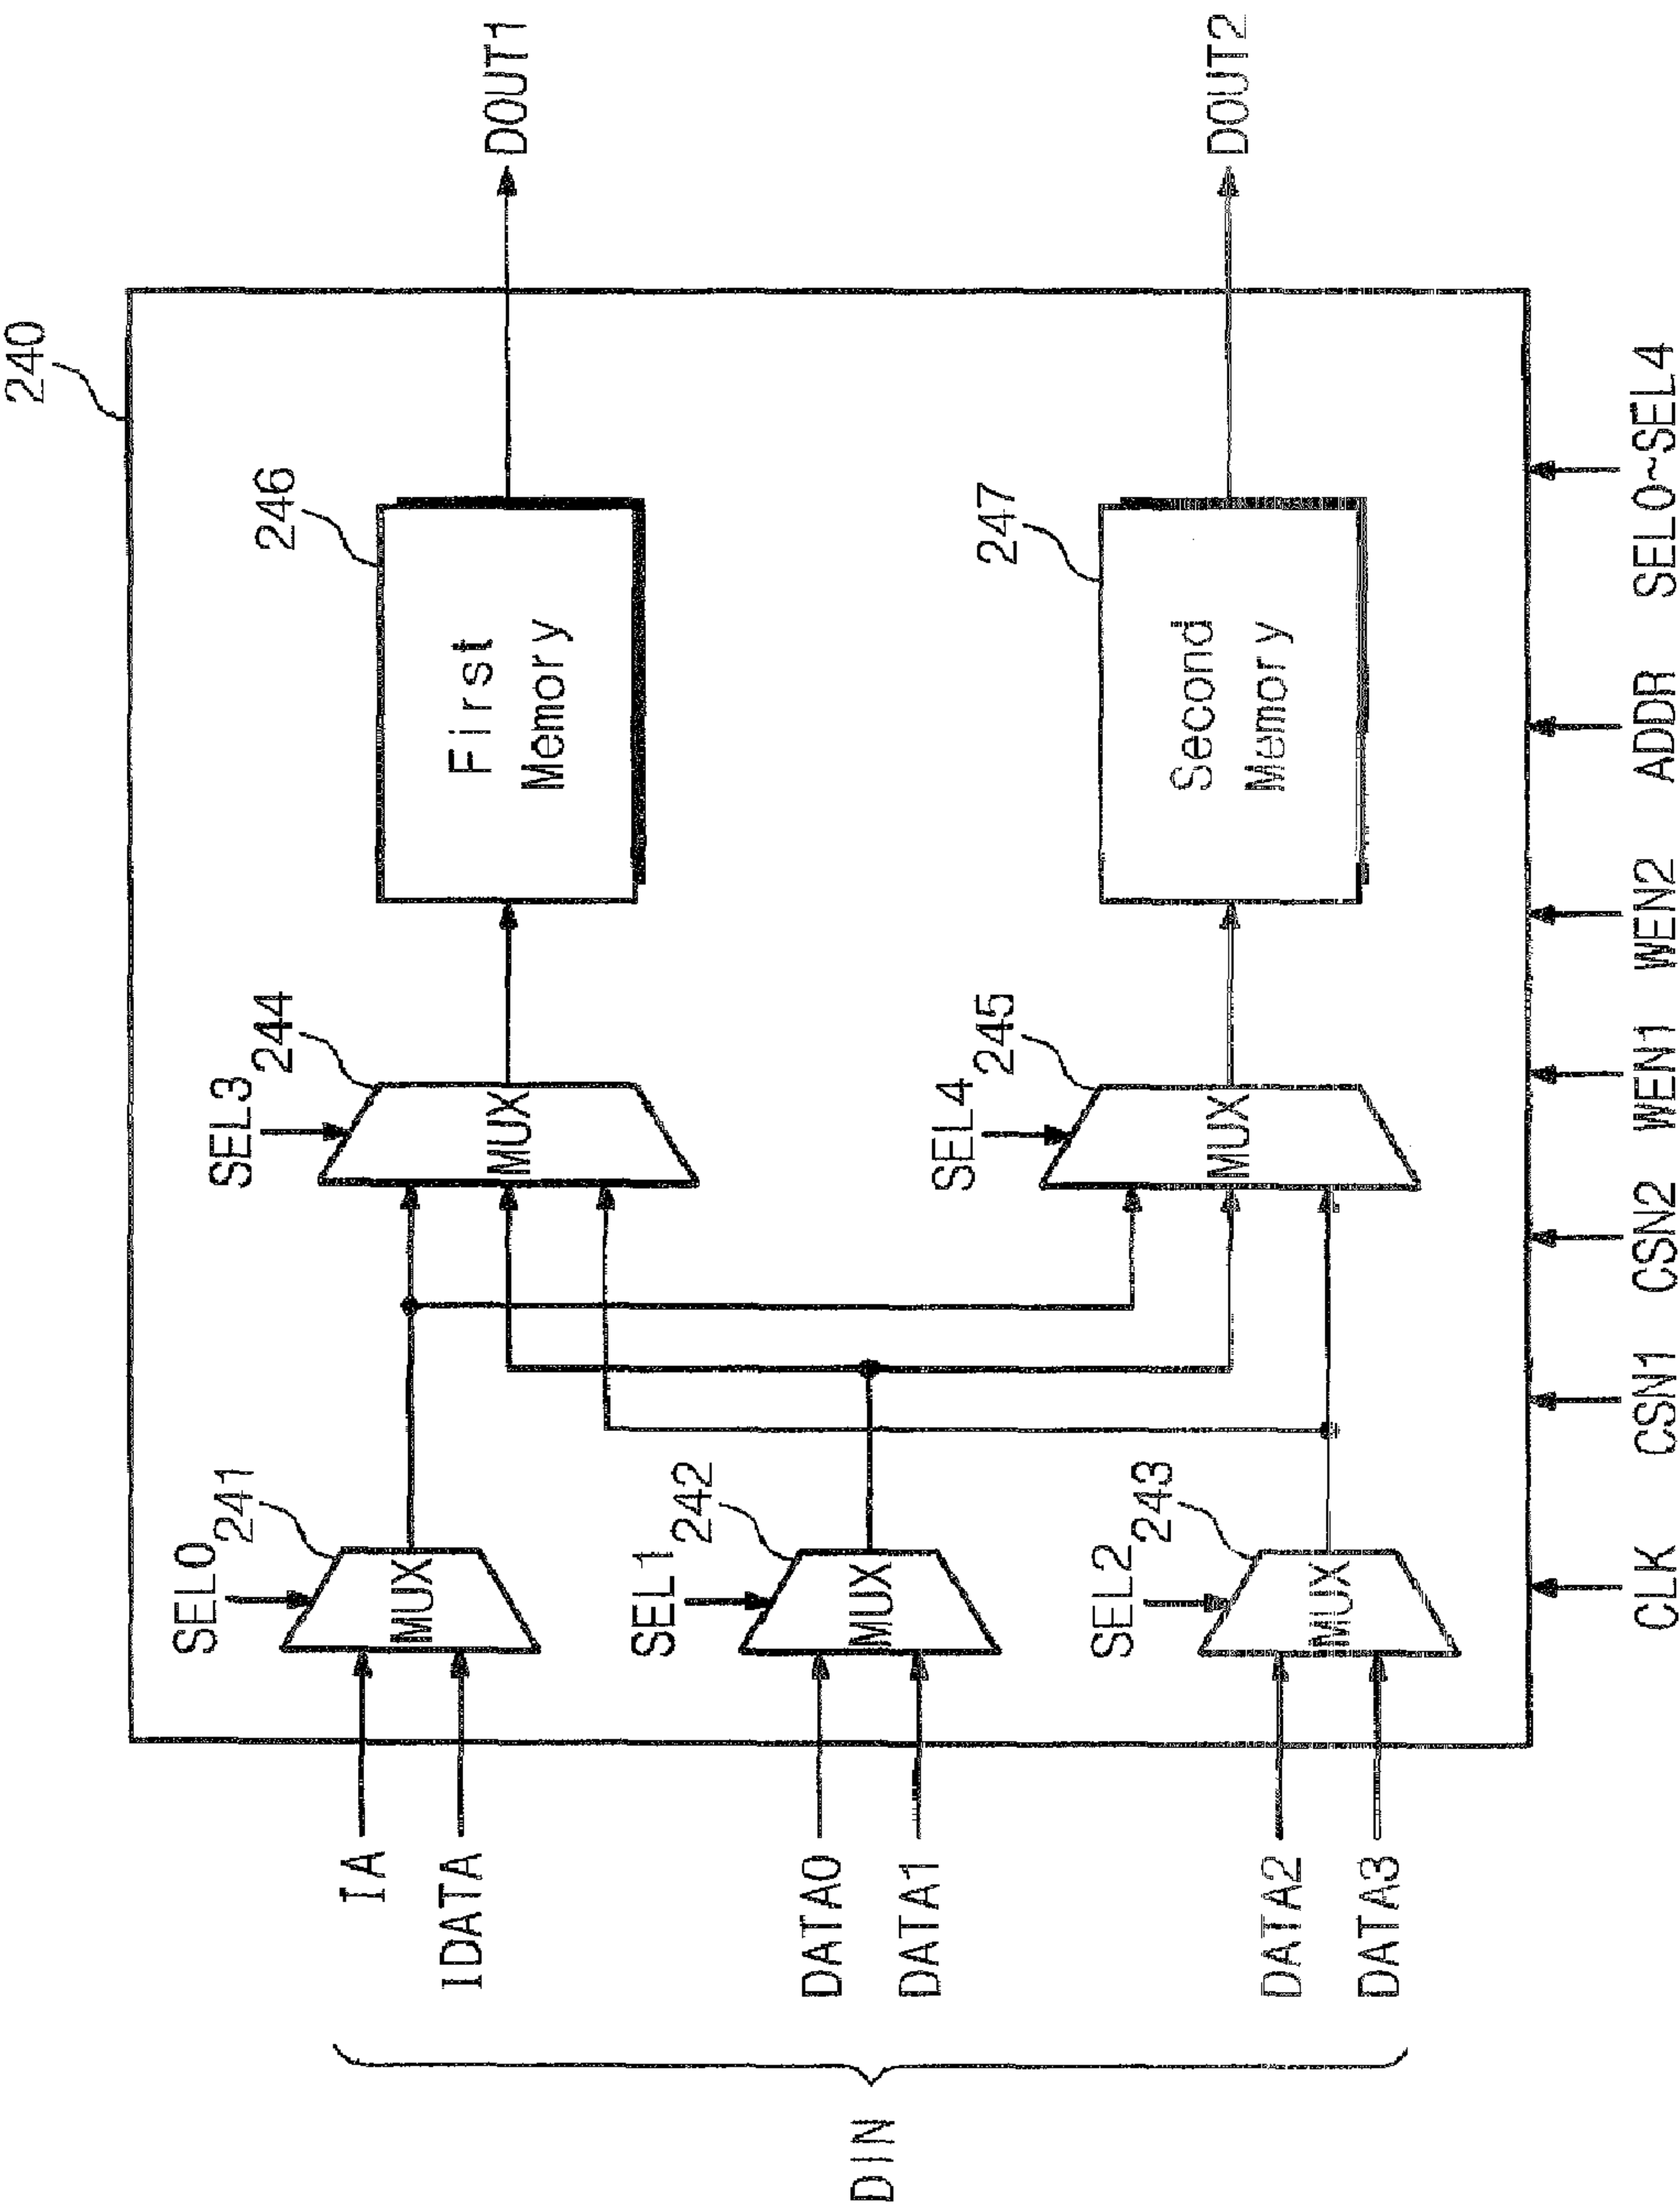 240
SEL0
241
IA
IDATA
MUX
SEL3
244
MUX
246
First
Memory
DOUT1
DIN
SEL1
242
DATA0
DATA1
MUX
SEL2
243
DATA2
DATA3
MUX
SEL4
245
MUX
247
Second
Memory
DOUT2
CLK
CSN1
CSN2
WEN1
WEN2
ADDR
SEL0~SEL4